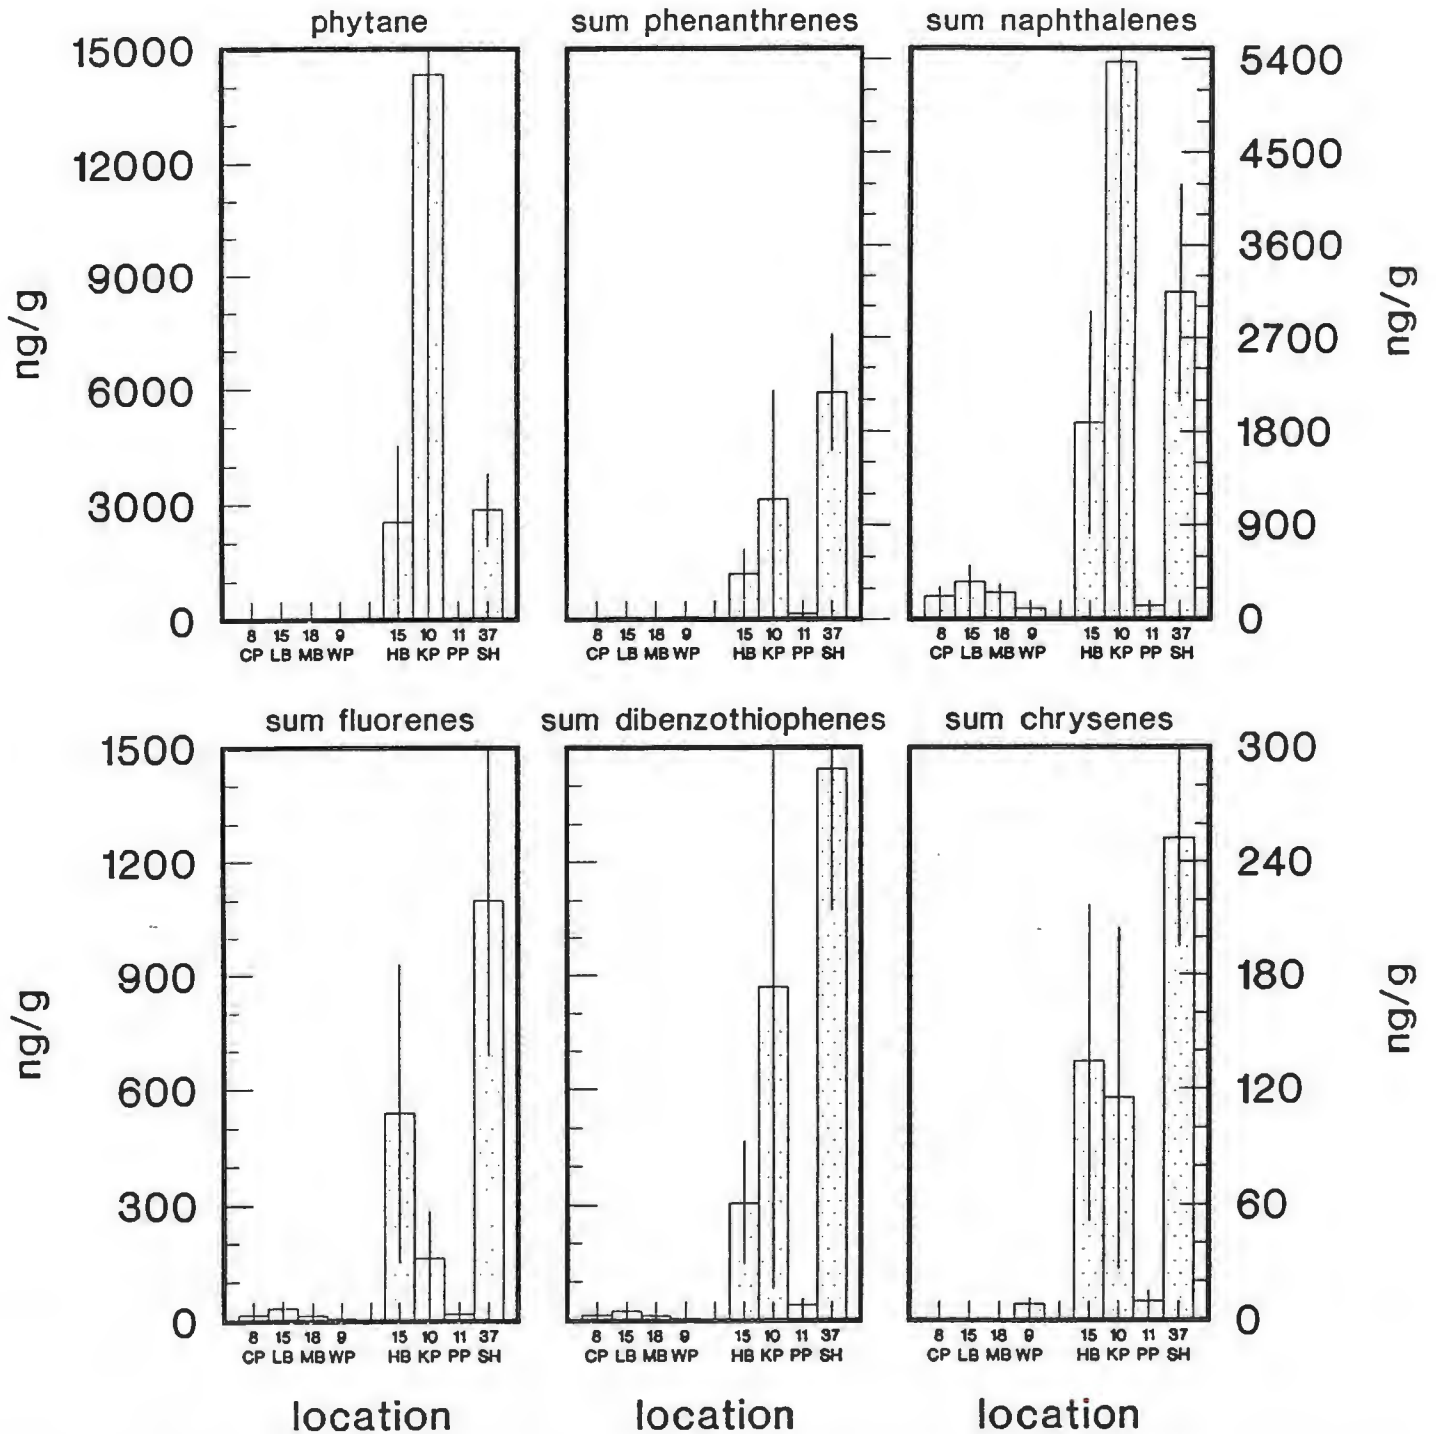 phytane sum phenanthrenes sum naphthalenes
15000 5400
12000 4500
9000 3600
ng/g ng/g
6000 2700
1800
3000 900
0 0
8 15 18 9 15 10 11 37 8 15 18 9 15 10 11 37 8 15 18 9 15 10 11 37
CP LB MB WP HB KP PP SH CP LB MB WP HB KP PP SH CP LB MB WP HB KP PP SH
sum fluorenes sum dibenzothiophenes sum chrysenes
1500 300
1200 240
900 180
ng/g ng/g
600 120
300 60
0 0
8 15 18 9 15 10 11 37 8 15 18 9 15 10 11 37 8 15 18 9 15 10 11 37
CP LB MB WP HB KP PP SH CP LB MB WP HB KP PP SH CP LB MB WP HB KP PP SH
location location location